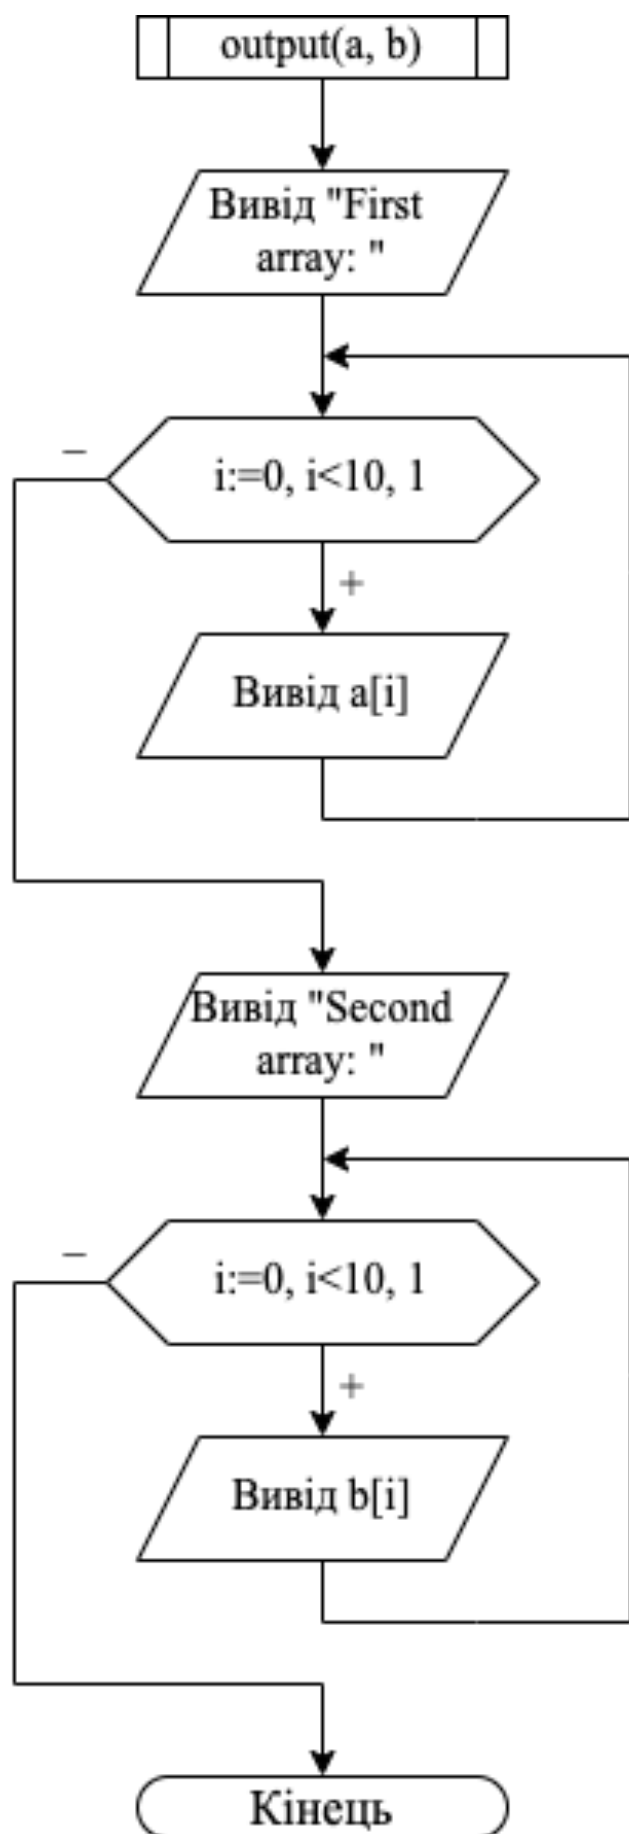 output(a, b)
Вивід "First
array: "
i:=0, i<10, 1
–
+
Вивід a[i]
Вивід "Second
array: "
i:=0, i<10, 1
–
+
Вивід b[i]
Кінець